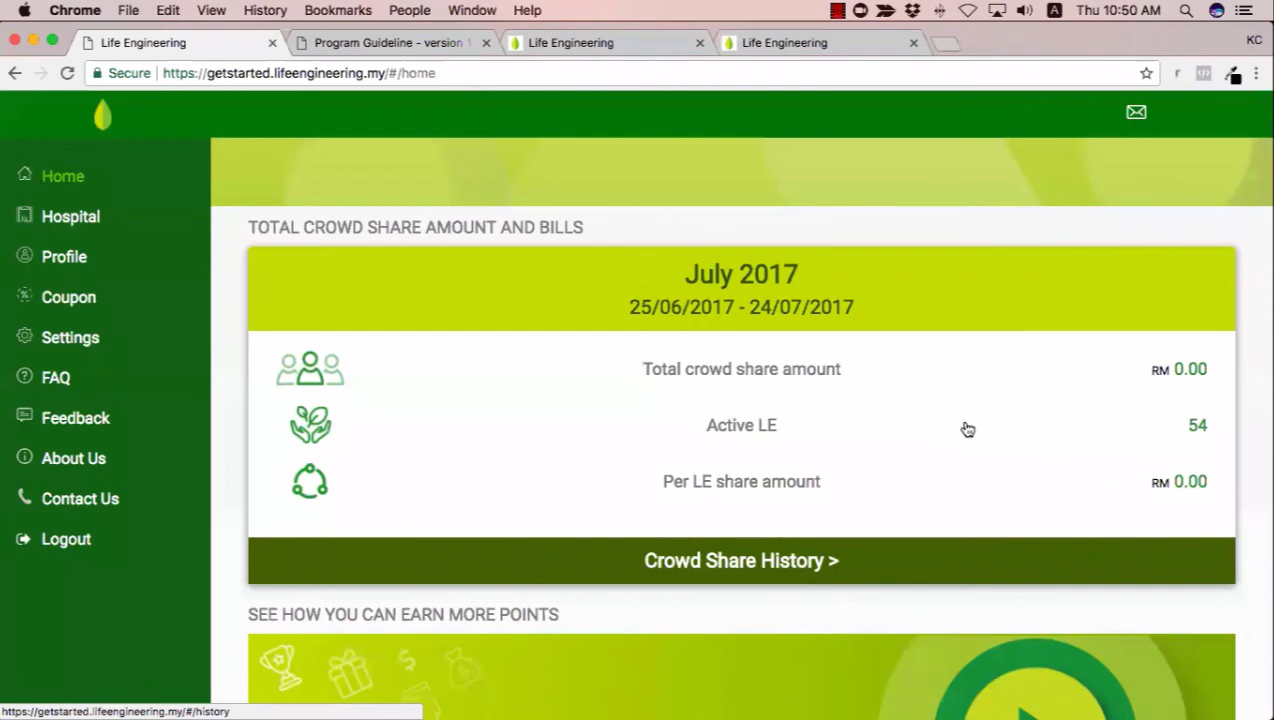 Chrome File Edit View History Bookmarks People Window Help A Thu 10:50 AM
Life Engineering Program Guideline - version 1 Life Engineering Life Engineering KC
Secure https://getstarted.lifeengineering.my/#/home
Home
Hospital
Profile
Coupon
Settings
FAQ
Feedback
About Us
Contact Us
Logout
TOTAL CROWD SHARE AMOUNT AND BILLS
July 2017
25/06/2017 - 24/07/2017
Total crowd share amount RM 0.00
Active LE 54
Per LE share amount RM 0.00
Crowd Share History >
SEE HOW YOU CAN EARN MORE POINTS
https://getstarted.lifeengineering.my/#/history